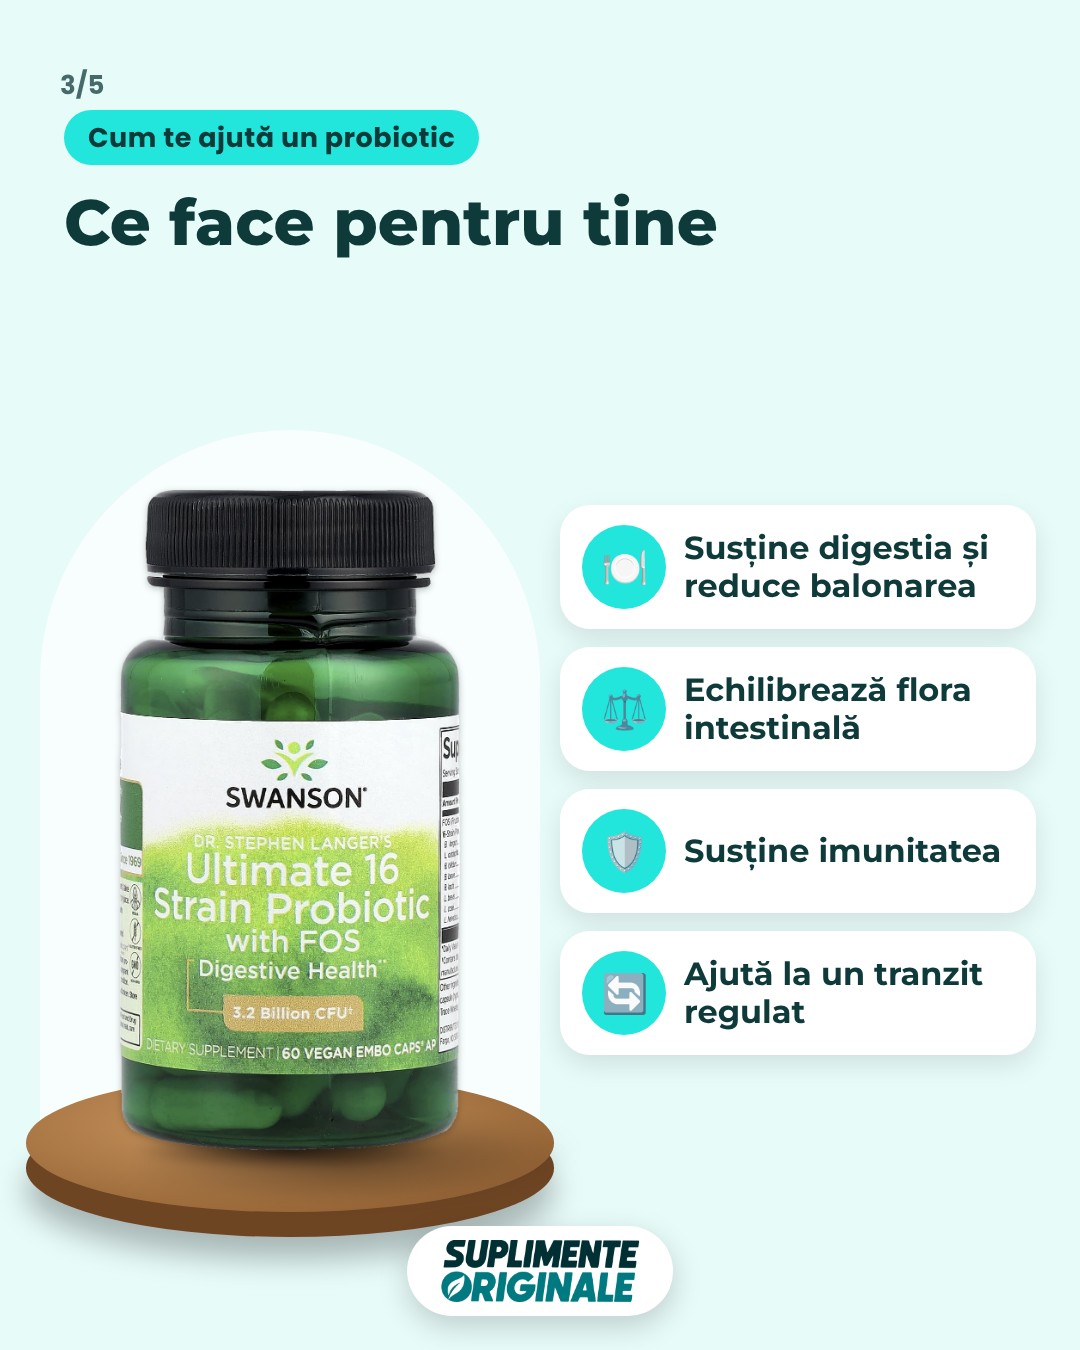 3/5
Cum te ajută un probiotic
Ce face pentru tine
SWANSON
DR. STEPHEN LANGER'S
Ultimate 16
Strain Probiotic
with FOS
Digestive Health
3.2 Billion CFU‡
DIETARY SUPPLEMENT | 60 VEGAN EMBO CAPS® AP
Susține digestia și
reduce balonarea
Echilibrează flora
intestinală
Susține imunitatea
Ajută la un tranzit
regulat
SUPLIMENTE
ORIGINALE